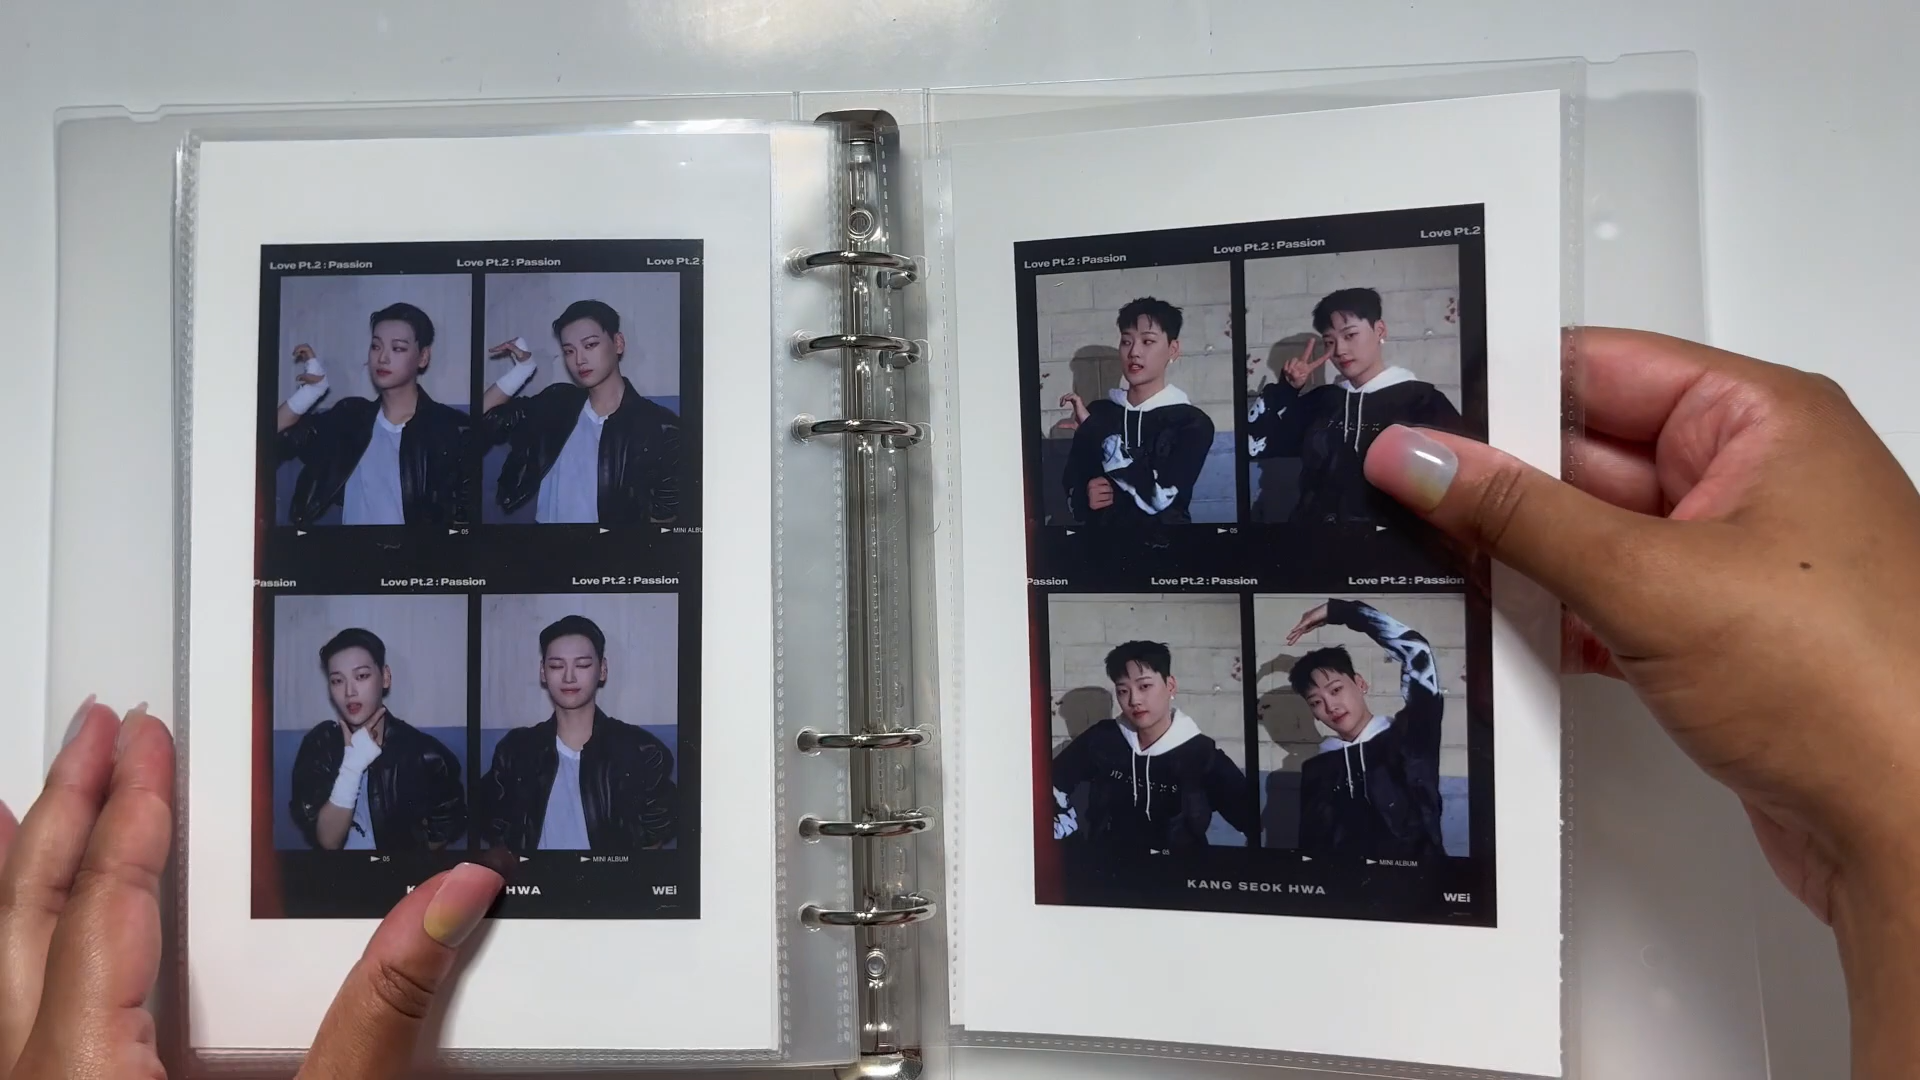 Love Pt.2 : Passion
Love Pt.2 : Passion
Love Pt.2 :
05
MINI ALBU
Passion
Love Pt.2 : Passion
Love Pt.2 : Passion
05
MINI ALBUM
K HWA
WEi
Love Pt.2 : Passion
Love Pt.2 : Passion
Love Pt.2
05
Passion
Love Pt.2 : Passion
Love Pt.2 : Passion
05
MINI ALBUM
KANG SEOK HWA
WEi